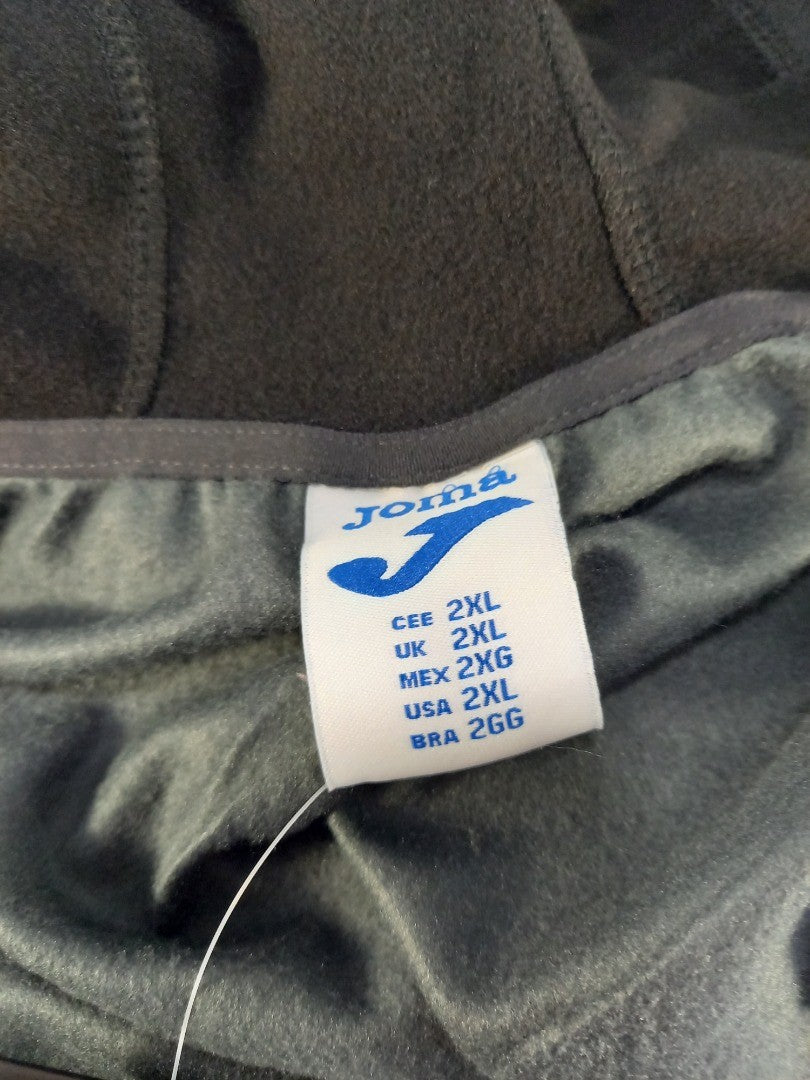 Joma
CEE 2XL
UK 2XL
MEX 2XG
USA 2XL
BRA 2GG